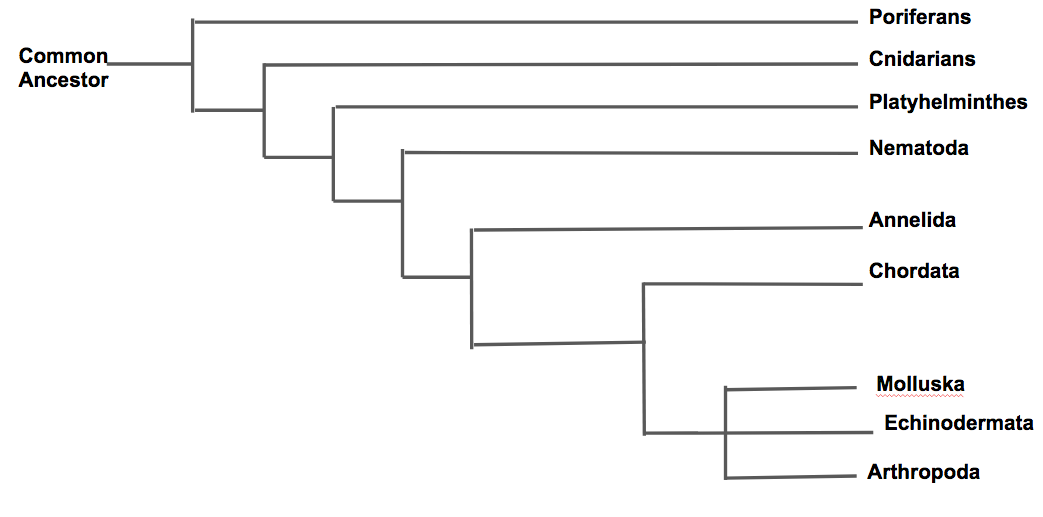 Poriferans
Common
Ancestor
Cnidarians
Platyhelminthes
Nematoda
Annelida
Chordata
Molluska
Echinodermata
Arthropoda